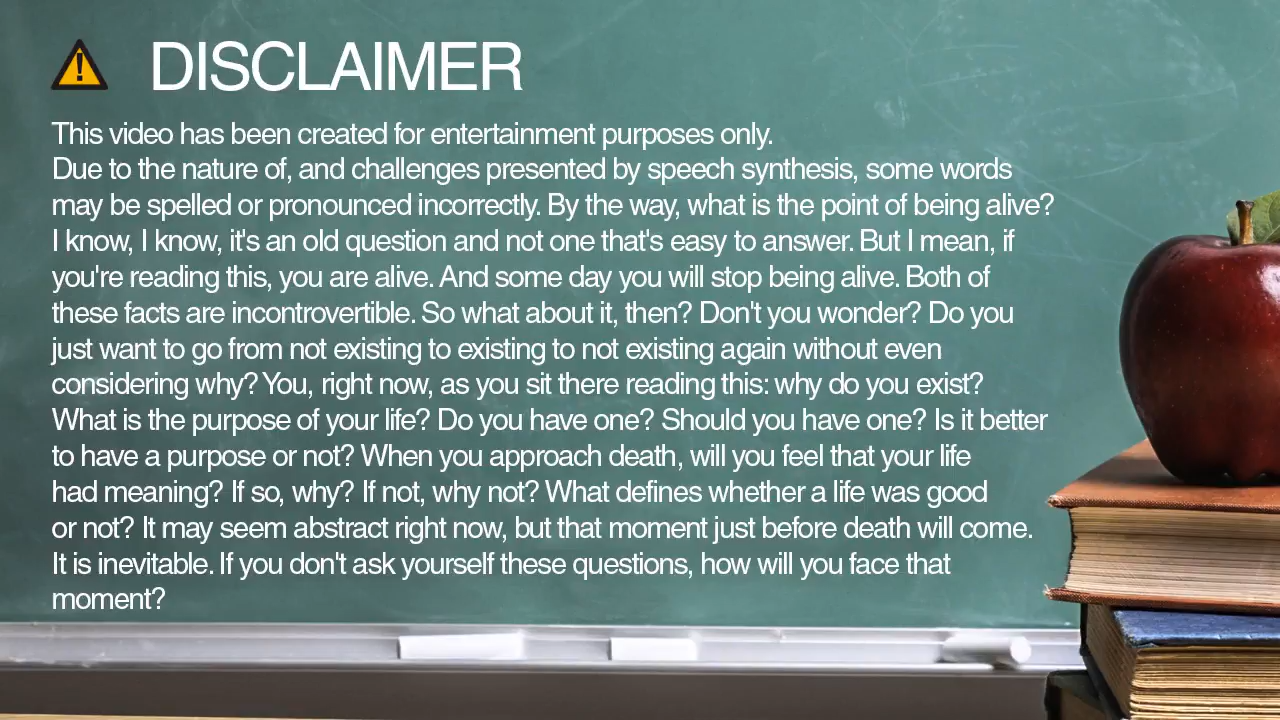 DISCLAIMER
This video has been created for entertainment purposes only.
Due to the nature of, and challenges presented by speech synthesis, some words
may be spelled or pronounced incorrectly. By the way, what is the point of being alive?
I know, I know, it's an old question and not one that's easy to answer. But I mean, if
you're reading this, you are alive. And some day you will stop being alive. Both of
these facts are incontrovertible. So what about it, then? Don't you wonder? Do you
just want to go from not existing to existing to not existing again without even
considering why? You, right now, as you sit there reading this: why do you exist?
What is the purpose of your life? Do you have one? Should you have one? Is it better
to have a purpose or not? When you approach death, will you feel that your life
had meaning? If so, why? If not, why not? What defines whether a life was good
or not? It may seem abstract right now, but that moment just before death will come.
It is inevitable. If you don't ask yourself these questions, how will you face that
moment?